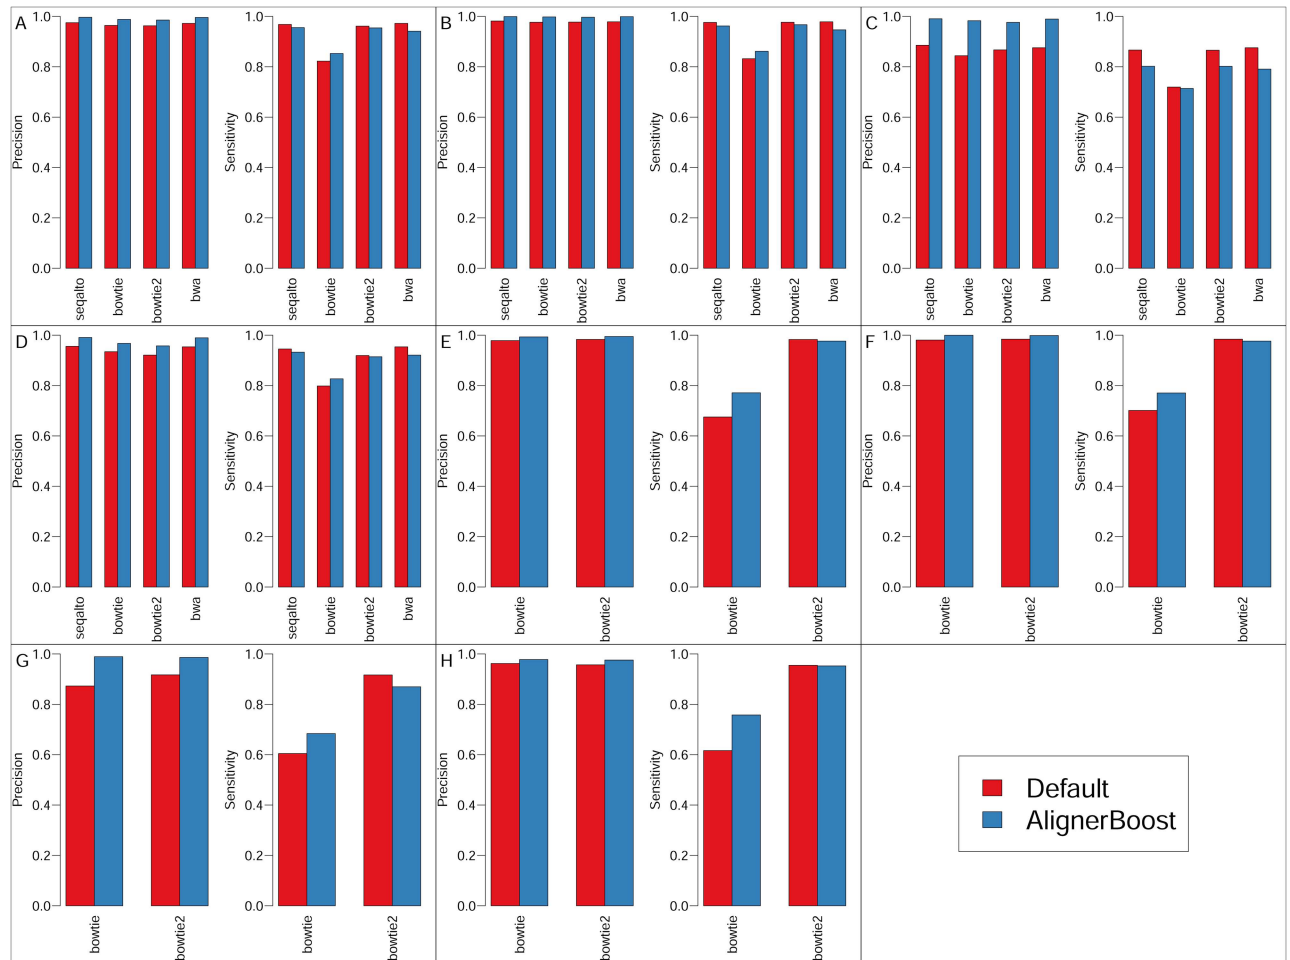 A
Precision
1.0
0.8
0.6
0.4
0.2
0.0
seqalto
bowtie
bowtie2
bwa
Sensitivity
1.0
0.8
0.6
0.4
0.2
0.0
seqalto
bowtie
bowtie2
bwa
B
Precision
1.0
0.8
0.6
0.4
0.2
0.0
seqalto
bowtie
bowtie2
bwa
Sensitivity
1.0
0.8
0.6
0.4
0.2
0.0
seqalto
bowtie
bowtie2
bwa
C
Precision
1.0
0.8
0.6
0.4
0.2
0.0
seqalto
bowtie
bowtie2
bwa
Sensitivity
1.0
0.8
0.6
0.4
0.2
0.0
seqalto
bowtie
bowtie2
bwa
D
Precision
1.0
0.8
0.6
0.4
0.2
0.0
seqalto
bowtie
bowtie2
bwa
Sensitivity
1.0
0.8
0.6
0.4
0.2
0.0
seqalto
bowtie
bowtie2
bwa
E
Precision
1.0
0.8
0.6
0.4
0.2
0.0
bowtie
bowtie2
Sensitivity
1.0
0.8
0.6
0.4
0.2
0.0
bowtie
bowtie2
F
Precision
1.0
0.8
0.6
0.4
0.2
0.0
bowtie
bowtie2
Sensitivity
1.0
0.8
0.6
0.4
0.2
0.0
bowtie
bowtie2
G
Precision
1.0
0.8
0.6
0.4
0.2
0.0
bowtie
bowtie2
Sensitivity
1.0
0.8
0.6
0.4
0.2
0.0
bowtie
bowtie2
H
Precision
1.0
0.8
0.6
0.4
0.2
0.0
bowtie
bowtie2
Sensitivity
1.0
0.8
0.6
0.4
0.2
0.0
bowtie
bowtie2
Default
AlignerBoost